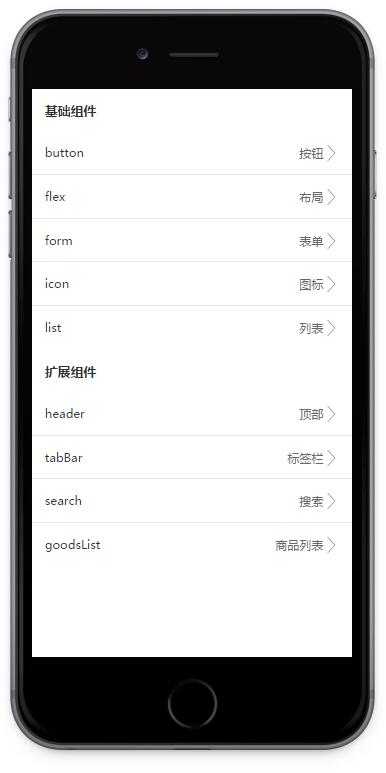 基础组件
button 按钮
flex 布局
form 表单
icon 图标
list 列表
扩展组件
header 顶部
tabBar 标签栏
search 搜索
goodsList 商品列表